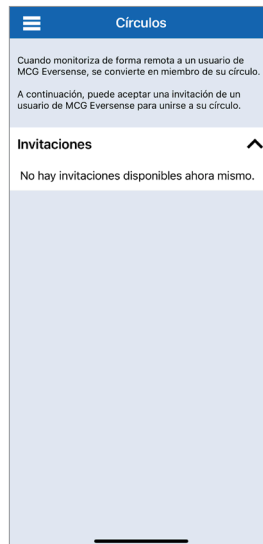 Círculos
Cuando monitoriza de forma remota a un usuario de
MCG Eversense, se convierte en miembro de su círculo.
A continuación, puede aceptar una invitación de un
usuario de MCG Eversense para unirse a su círculo.
Invitaciones
No hay invitaciones disponibles ahora mismo.